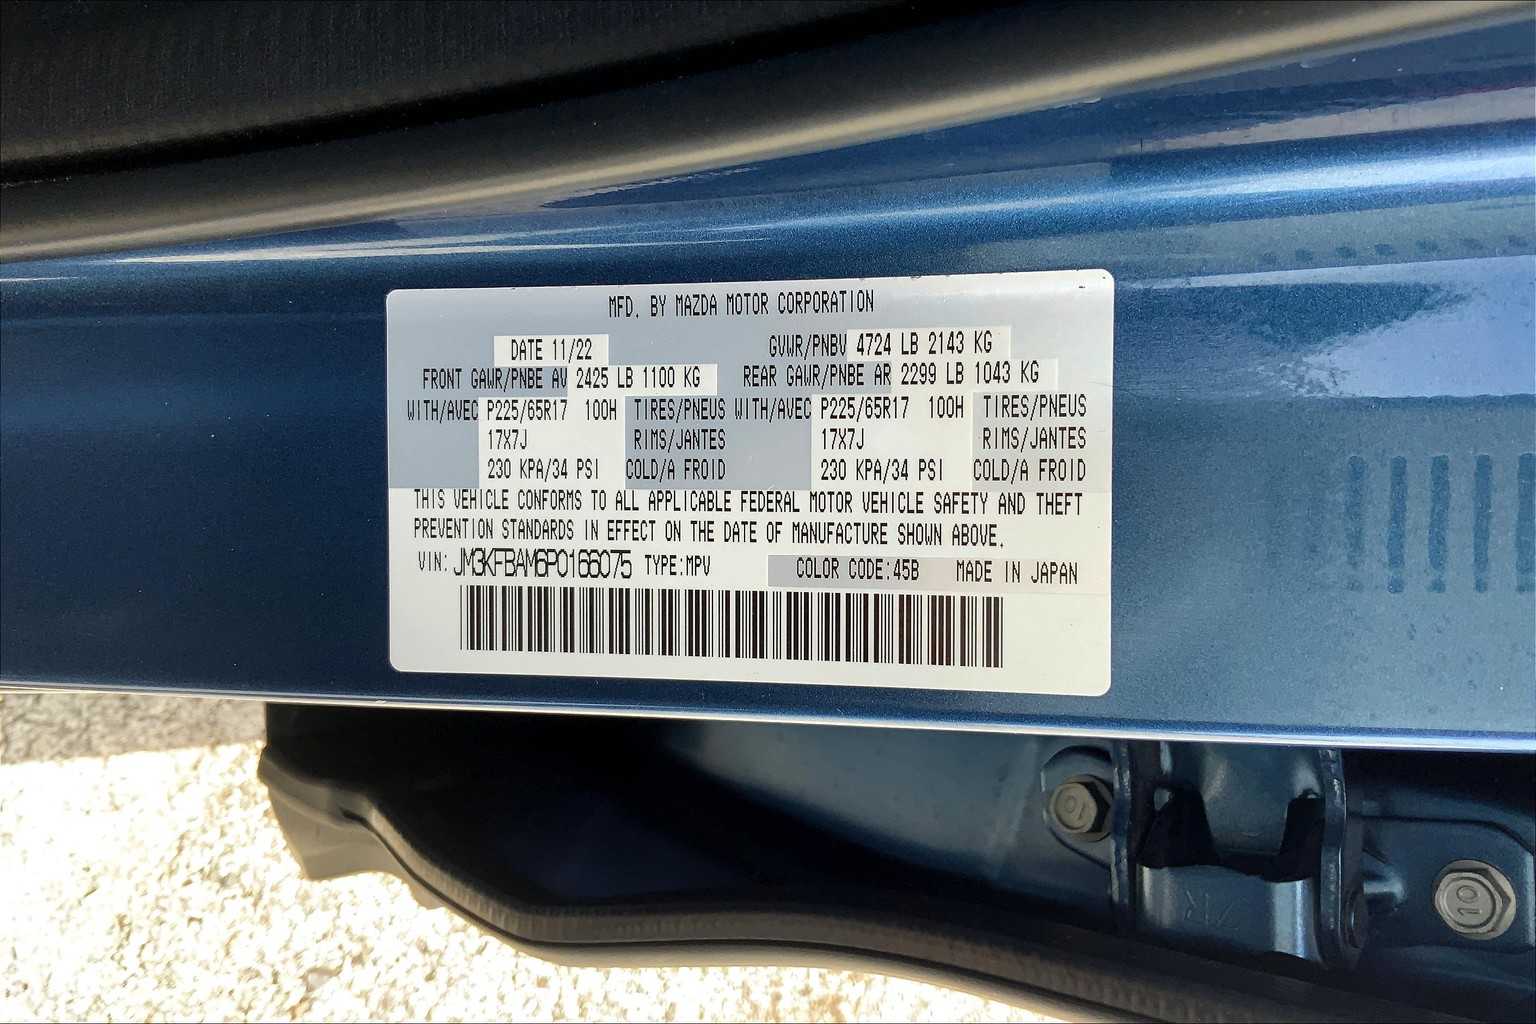 MFD. BY MAZDA MOTOR CORPORATION
DATE 11/22 GVWR/PNBV 4724 LB 2143 KG
FRONT GAWR/PNBE AV 2425 LB 1100 KG REAR GAWR/PNBE AR 2299 LB 1043 KG
WITH/AVEC P225/65R17 100H TIRES/PNEUS WITH/AVEC P225/65R17 100H TIRES/PNEUS
17X7J RIMS/JANTES 17X7J RIMS/JANTES
230 KPA/34 PSI COLD/A FROID 230 KPA/34 PSI COLD/A FROID
THIS VEHICLE CONFORMS TO ALL APPLICABLE FEDERAL MOTOR VEHICLE SAFETY AND THEFT
PREVENTION STANDARDS IN EFFECT ON THE DATE OF MANUFACTURE SHOWN ABOVE.
VIN: JM3KFBAM6P0166075 TYPE:MPV COLOR CODE:45B MADE IN JAPAN
10
10